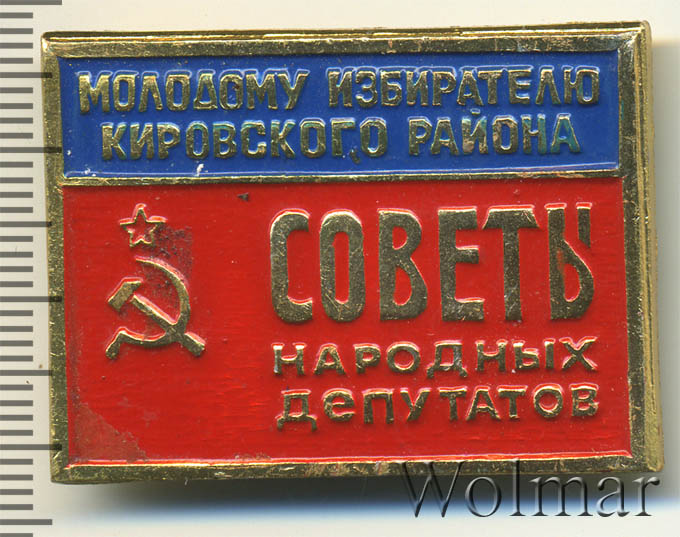 МОЛОДОМУ ИЗБИРАТЕЛЮ
КИРОВСКОГО РАЙОНА
СОВЕТЫ
НАРОДНЫХ
ДЕПУТАТОВ
Wolmar